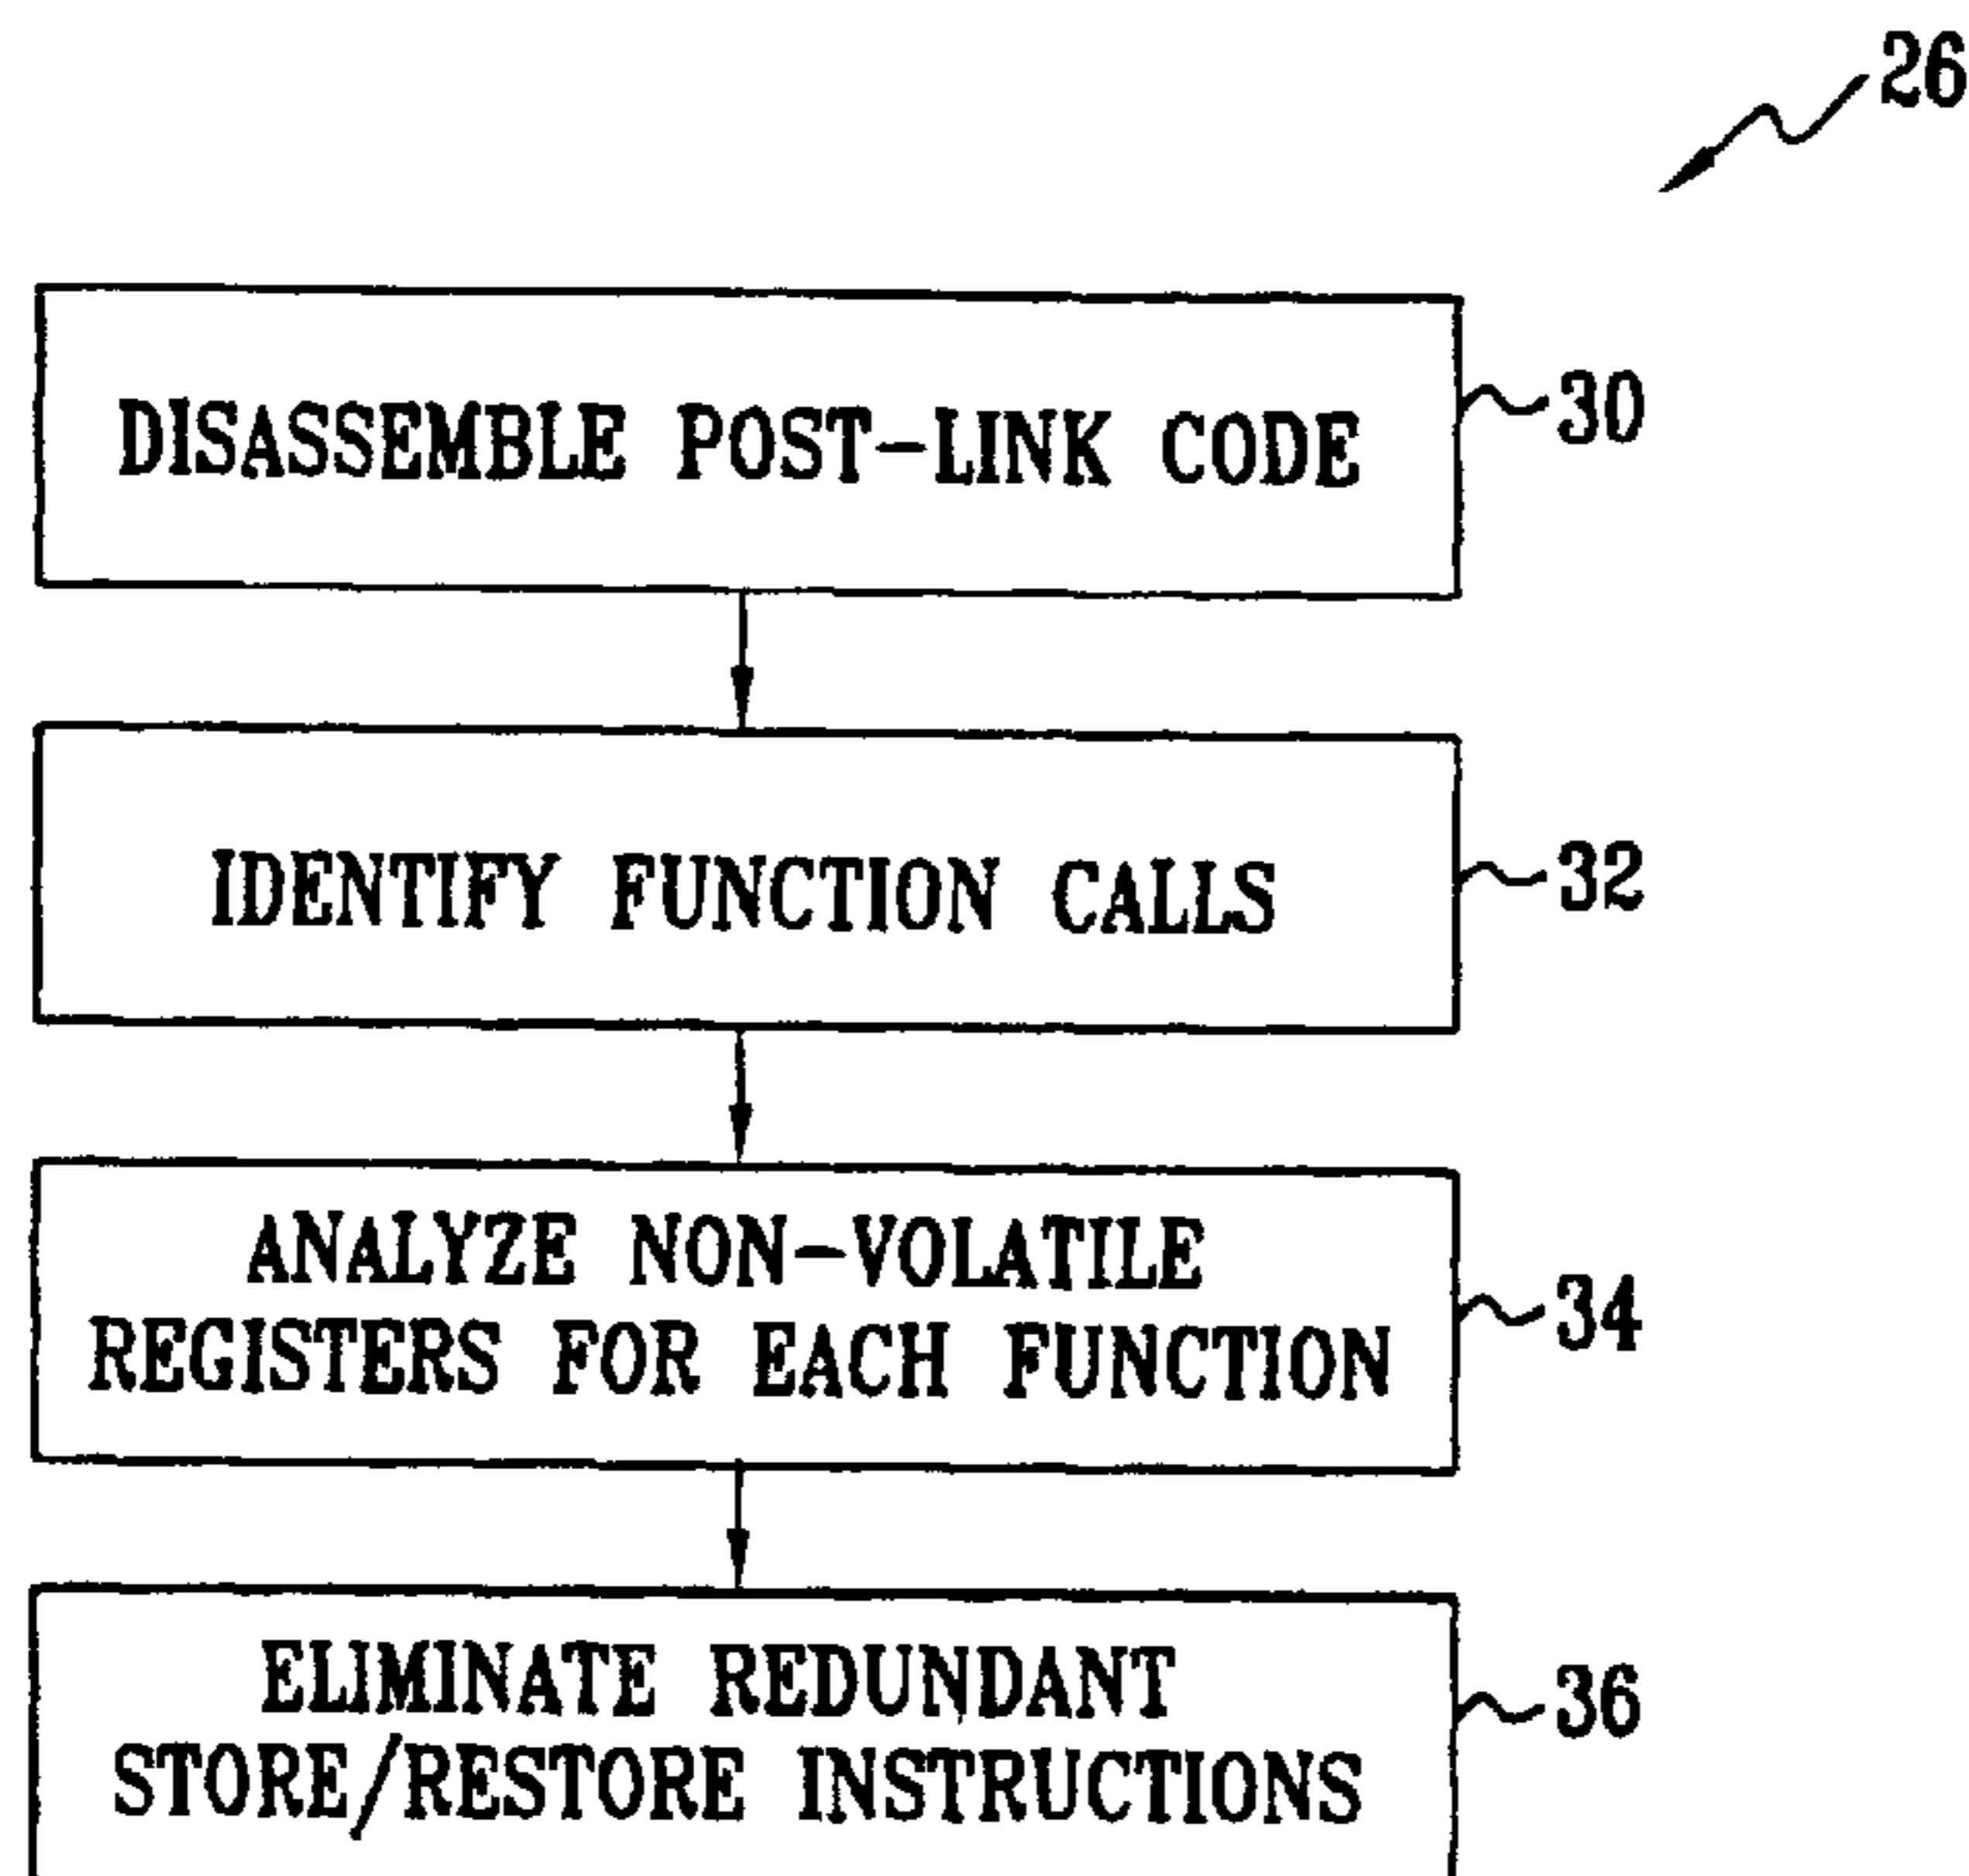 26
DISASSEMBLE POST-LINK CODE
30
IDENTIFY FUNCTION CALLS
32
ANALYZE NON-VOLATILE
REGISTERS FOR EACH FUNCTION
34
ELIMINATE REDUNDANT
STORE/RESTORE INSTRUCTIONS
36